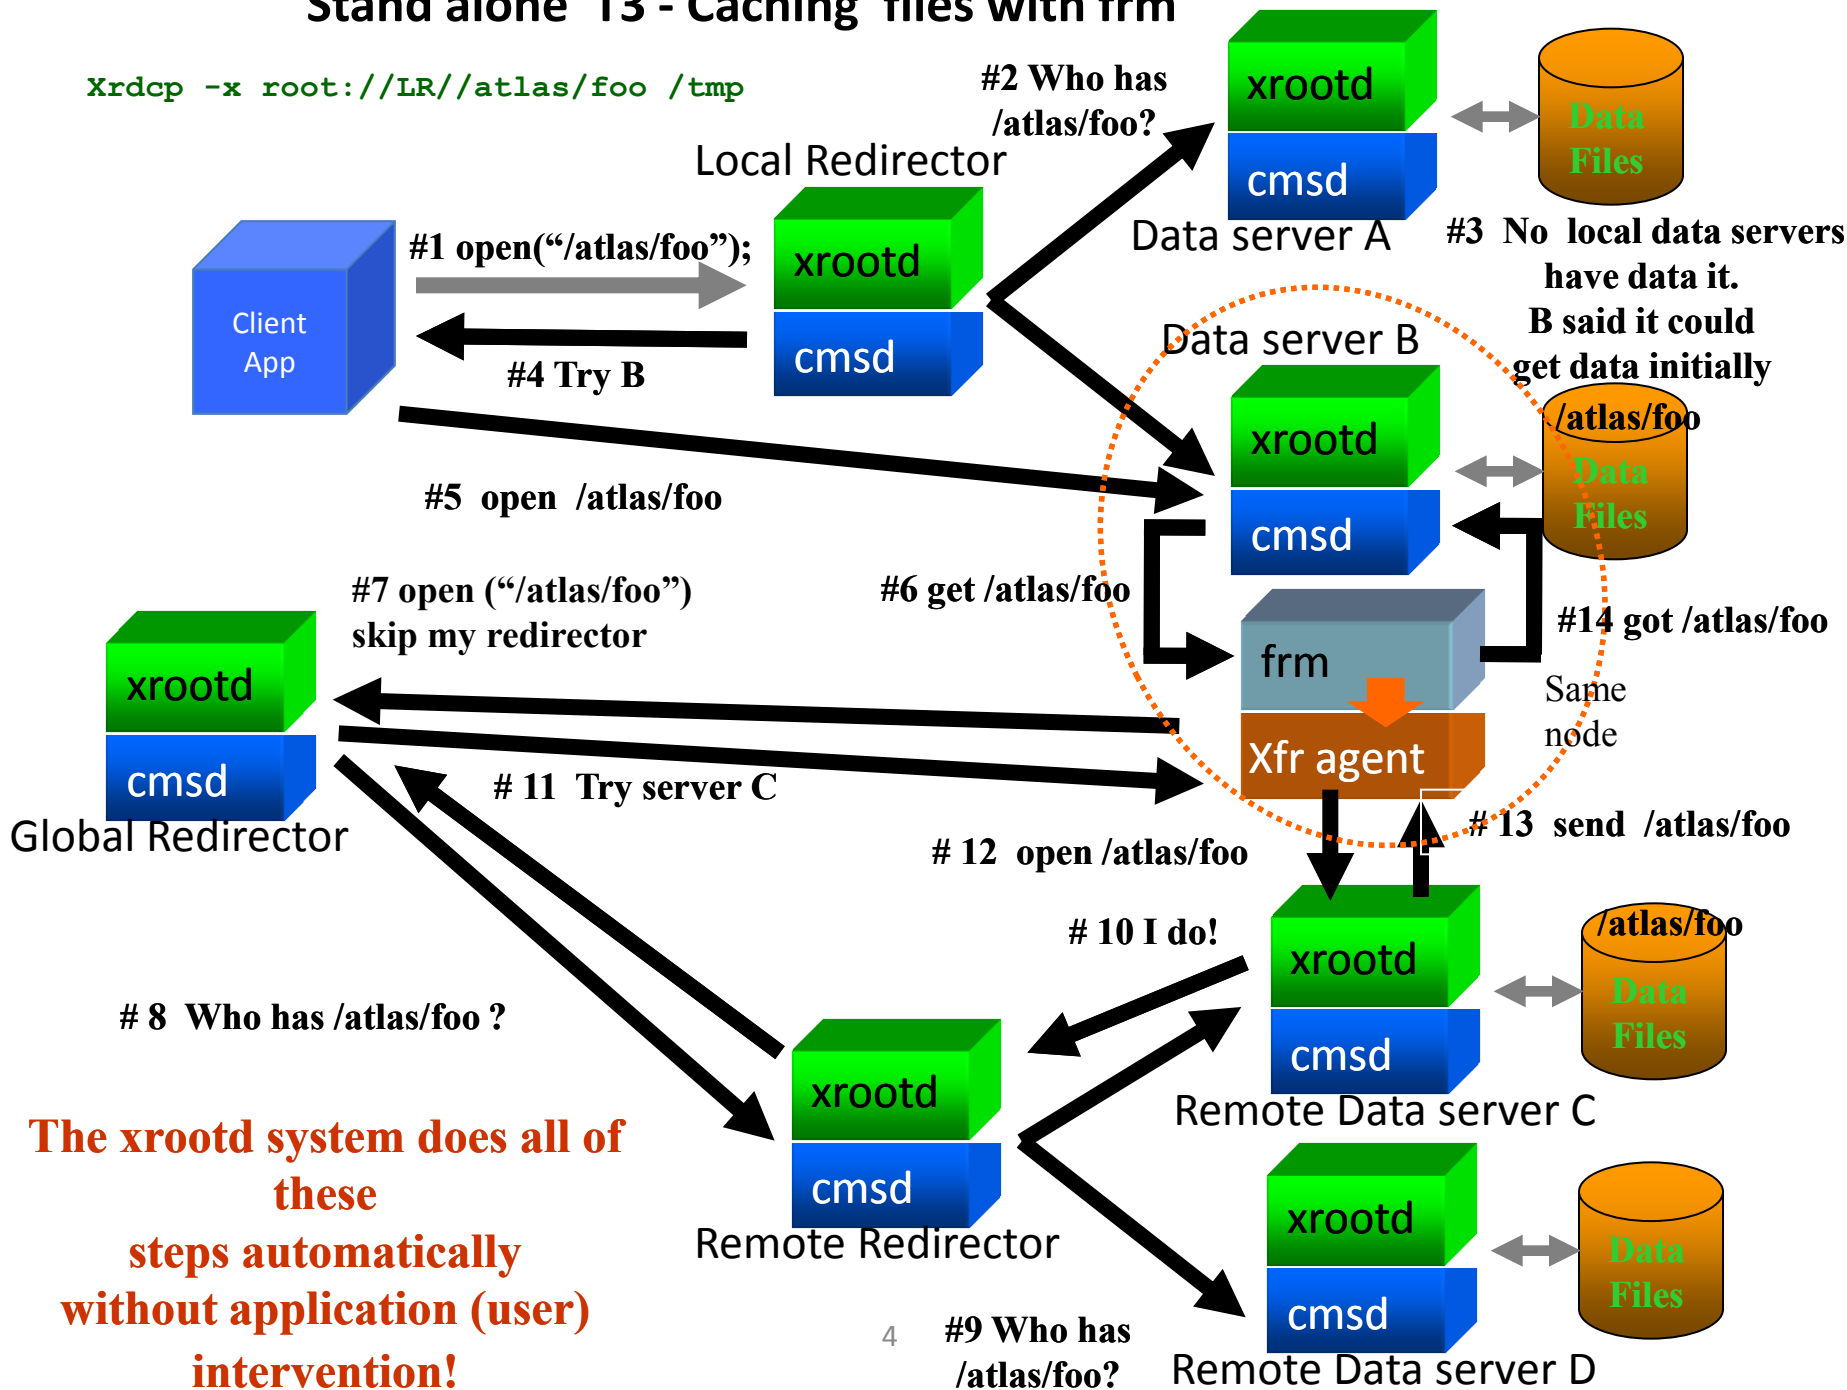 Stand alone T3 - Caching files with frm
Xrdcp -x root://LR//atlas/foo /tmp
#2 Who has
/atlas/foo?
xrootd
cmsd
Data server A
Data
Files
Local Redirector
xrootd
cmsd
#1 open(“/atlas/foo”);
Client
App
#4 Try B
#3 No local data servers
have data it.
B said it could
get data initially
/atlas/foo
Data
Files
Data server B
xrootd
cmsd
#5 open /atlas/foo
#6 get /atlas/foo
frm
Xfr agent
#14 got /atlas/foo
Same
node
#7 open (“/atlas/foo”)
skip my redirector
xrootd
cmsd
Global Redirector
# 11 Try server C
# 12 open /atlas/foo
# 13 send /atlas/foo
# 10 I do!
xrootd
cmsd
Remote Data server C
/atlas/foo
Data
Files
# 8 Who has /atlas/foo ?
xrootd
cmsd
Remote Redirector
xrootd
cmsd
Remote Data server D
Data
Files
#9 Who has
/atlas/foo?
The xrootd system does all of
these
steps automatically
without application (user)
intervention!
4